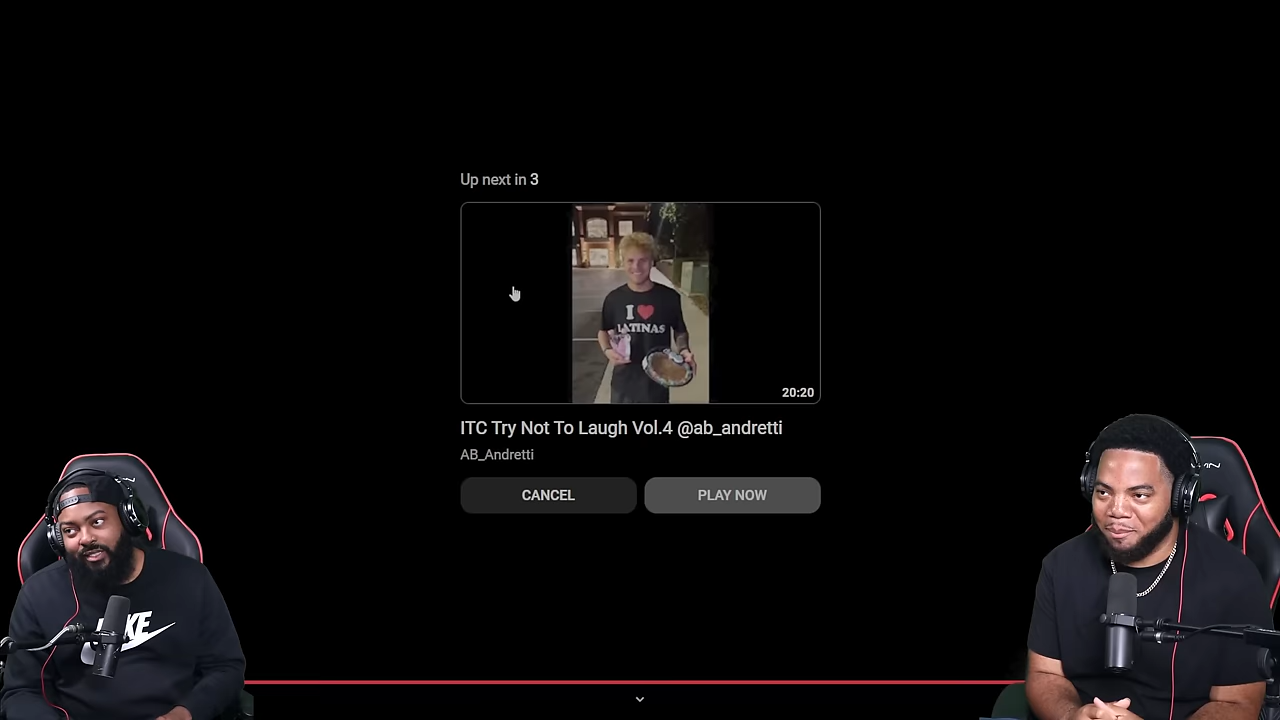 Up next in 3
I ❤ LATINAS
20:20
ITC Try Not To Laugh Vol.4 @ab_andretti
AB_Andretti
CANCEL
PLAY NOW